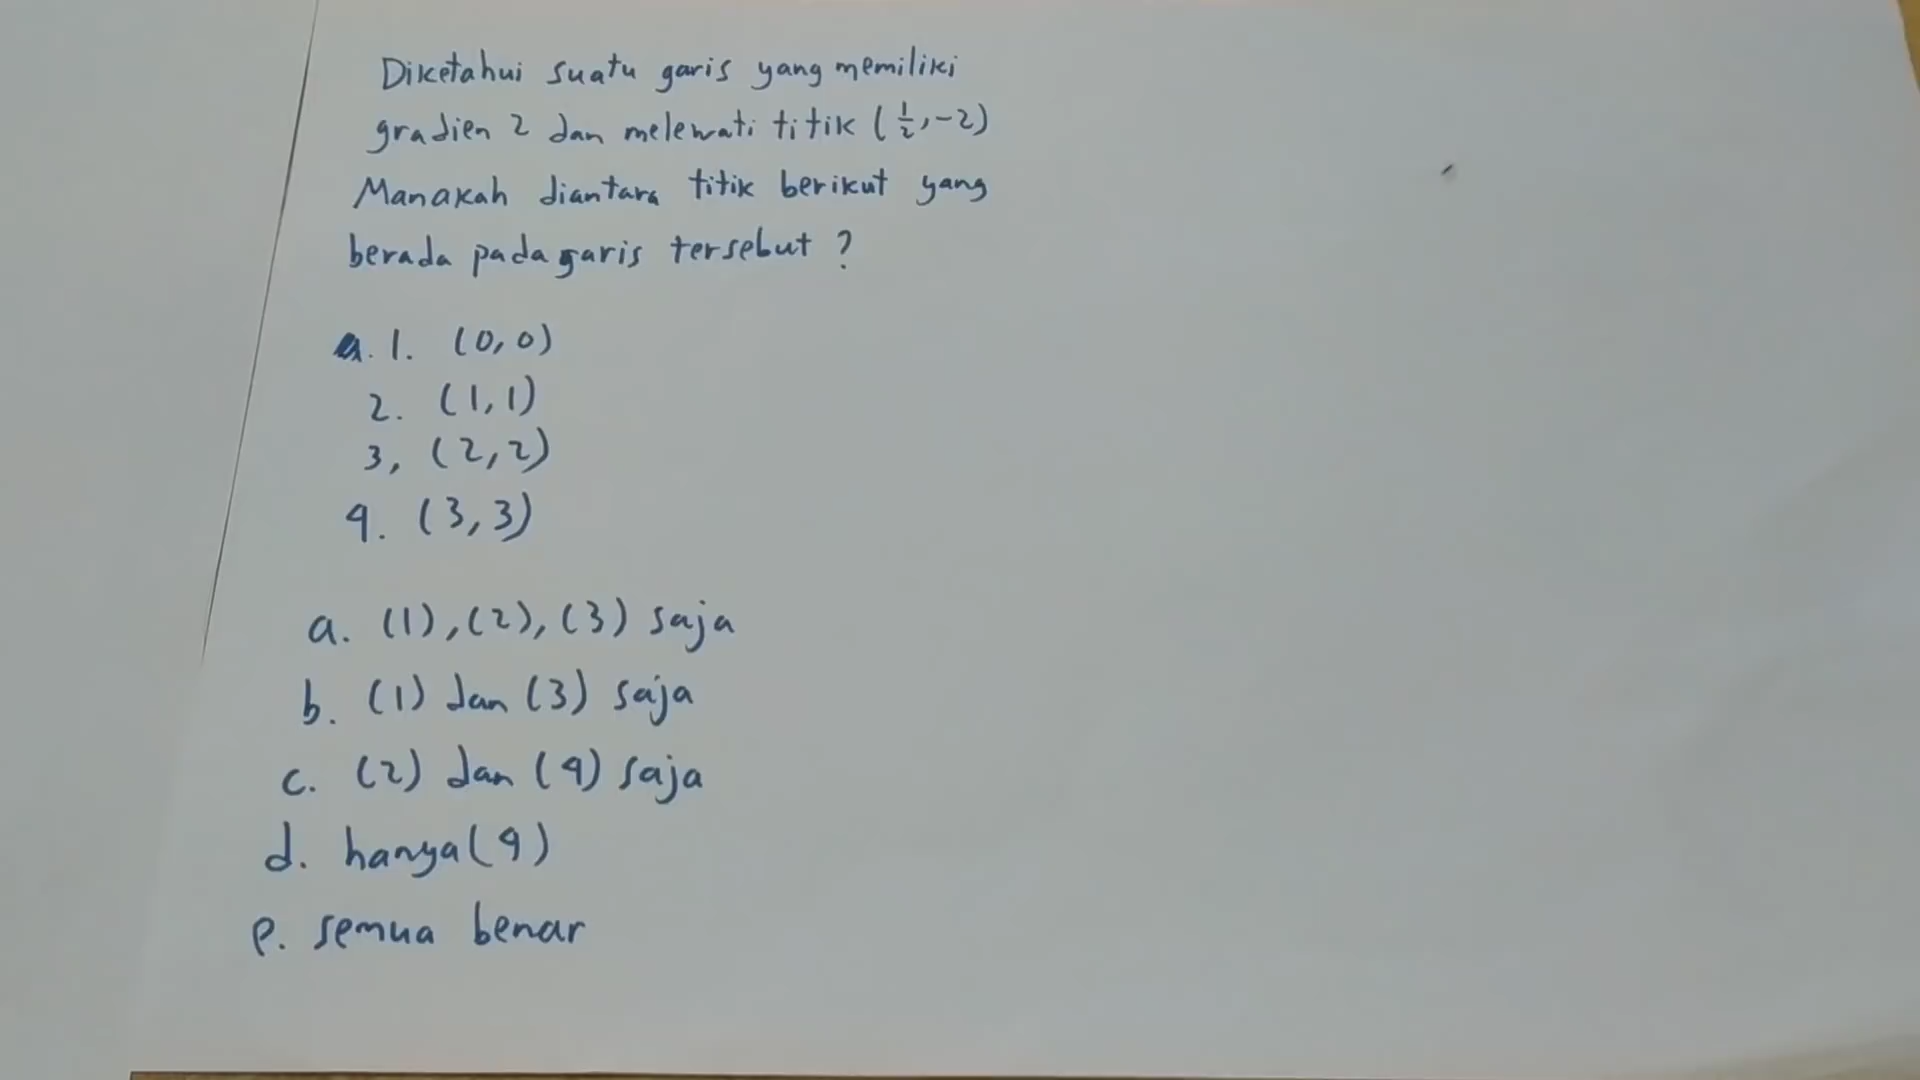 Diketahui suatu garis yang memiliki
gradien 2 dan melewati titik (1/2, -2)
Manakah diantara titik berikut yang
berada pada garis tersebut ?
1. (0,0)
2. (1,1)
3, (2,2)
4. (3,3)
a. (1), (2), (3) saja
b. (1) dan (3) saja
c. (2) dan (4) saja
d. hanya (4)
e. semua benar